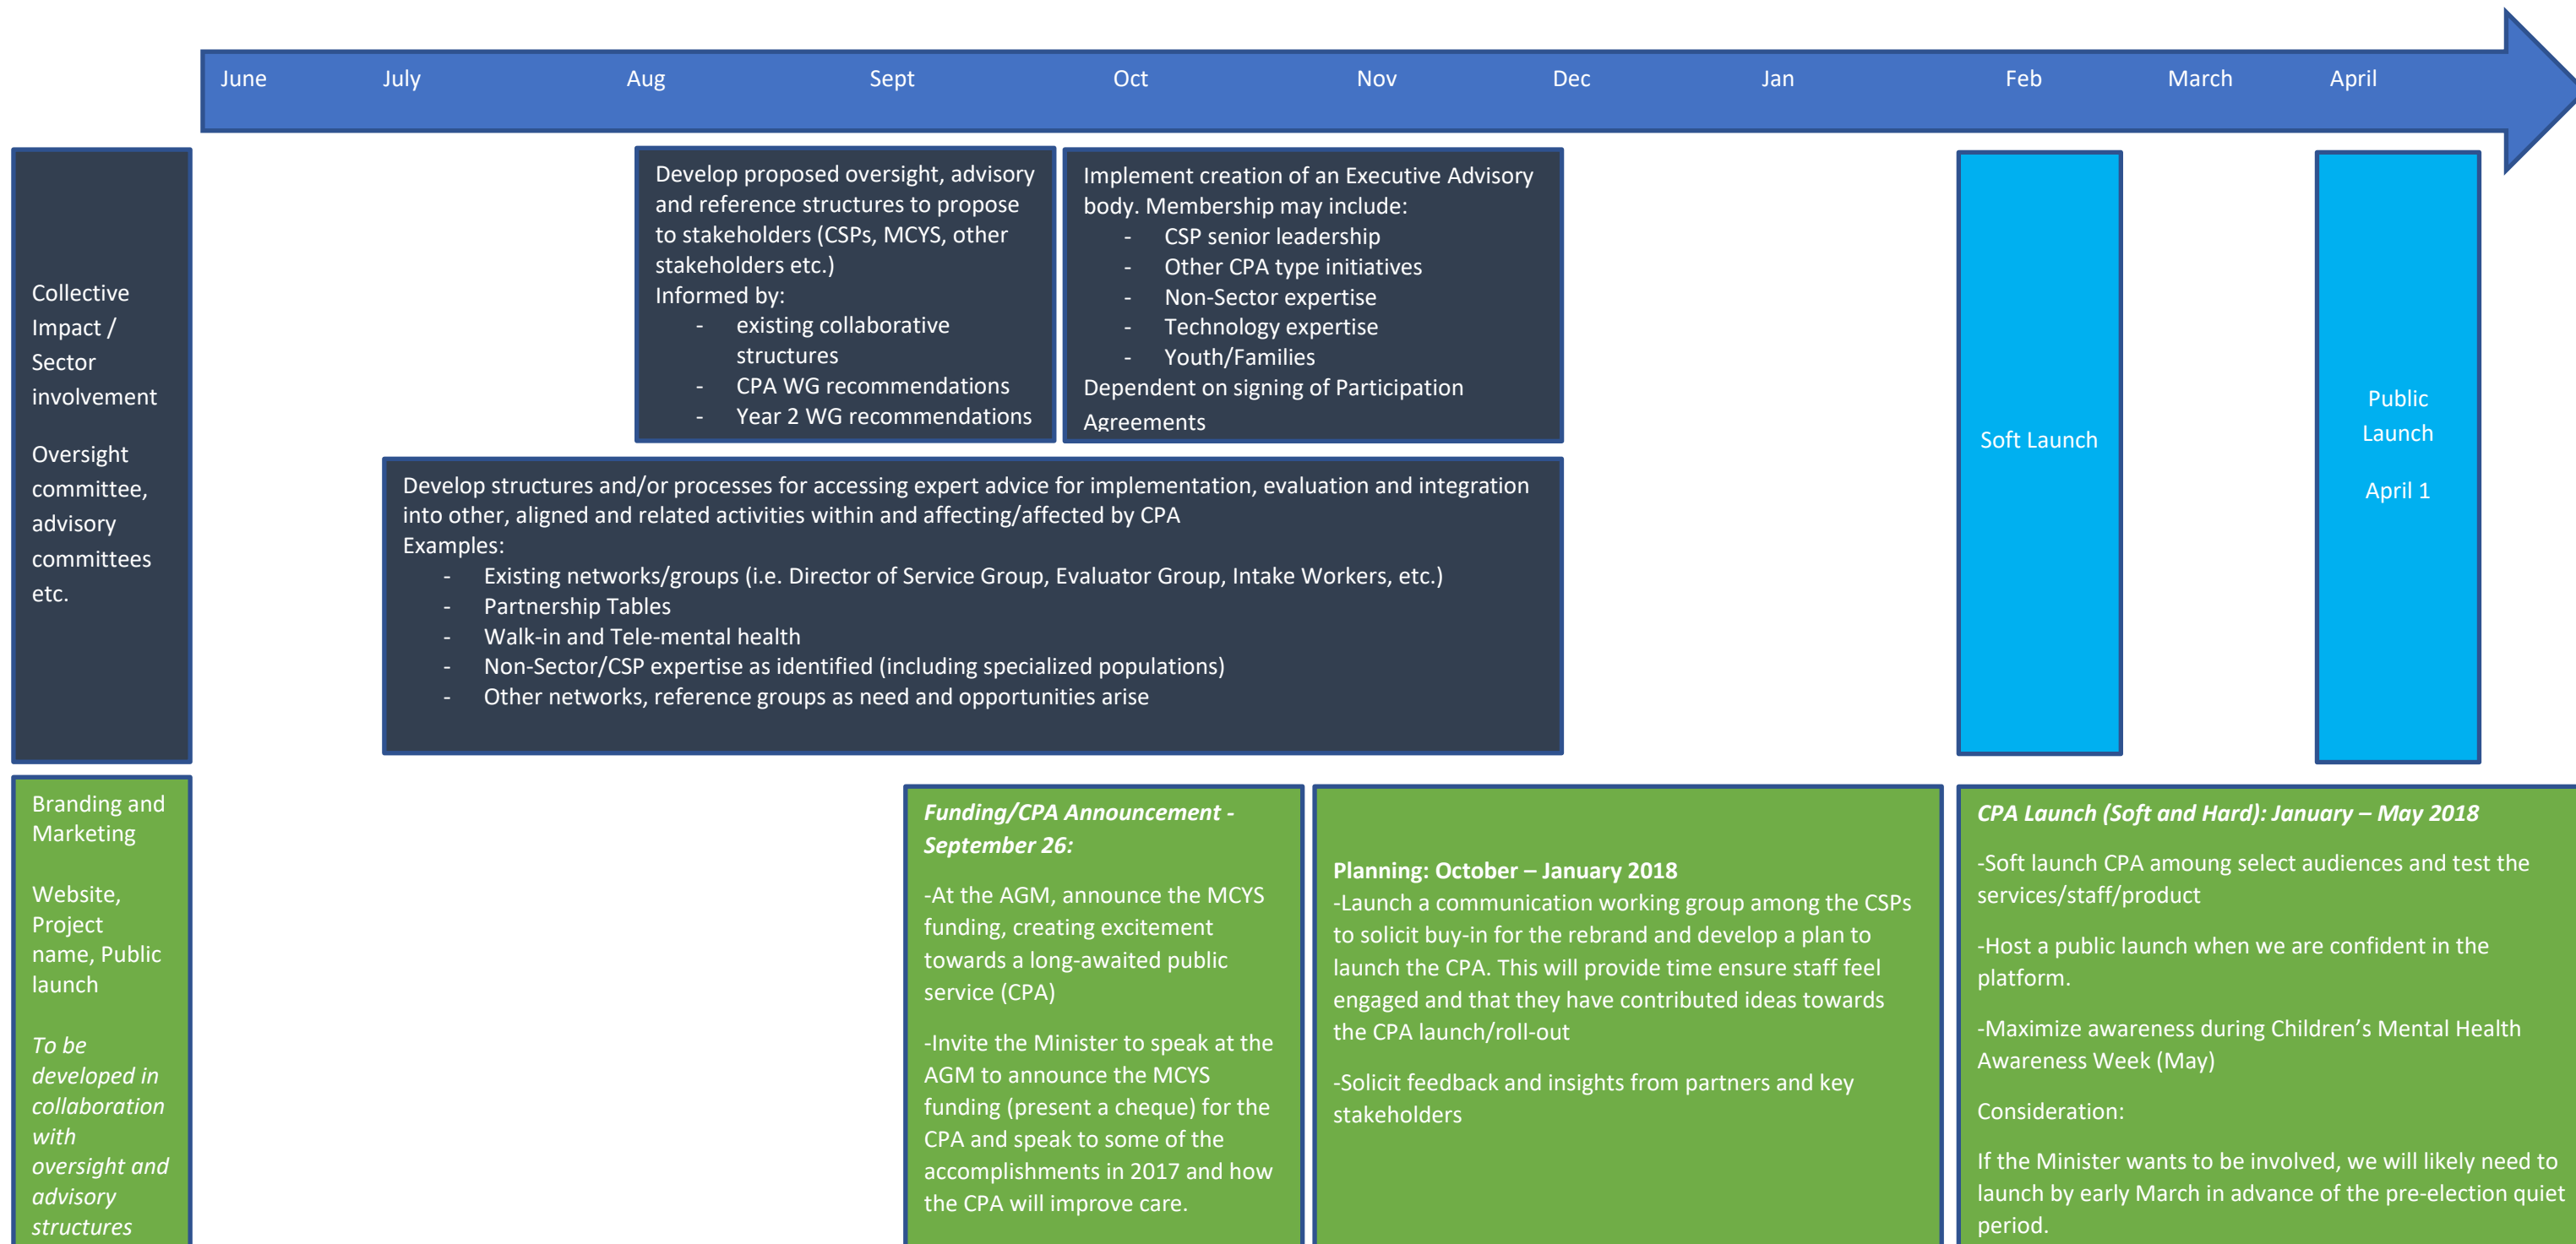 June July Aug Sept Oct Nov Dec Jan Feb March April
Collective
Impact /
Sector
involvement
Oversight
committee,
advisory
committees
etc.
Develop proposed oversight, advisory
and reference structures to propose
to stakeholders (CSPs, MCYS, other
stakeholders etc.)
Informed by:
- existing collaborative
structures
- CPA WG recommendations
- Year 2 WG recommendations
Implement creation of an Executive Advisory
body. Membership may include:
- CSP senior leadership
- Other CPA type initiatives
- Non-Sector expertise
- Technology expertise
- Youth/Families
Dependent on signing of Participation
Agreements
Develop structures and/or processes for accessing expert advice for implementation, evaluation and integration
into other, aligned and related activities within and affecting/affected by CPA
Examples:
- Existing networks/groups (i.e. Director of Service Group, Evaluator Group, Intake Workers, etc.)
- Partnership Tables
- Walk-in and Tele-mental health
- Non-Sector/CSP expertise as identified (including specialized populations)
- Other networks, reference groups as need and opportunities arise
Soft Launch
Public
Launch
April 1
Branding and
Marketing
Website,
Project
name, Public
launch
To be
developed in
collaboration
with
oversight and
advisory
structures
Funding/CPA Announcement -
September 26:
-At the AGM, announce the MCYS
funding, creating excitement
towards a long-awaited public
service (CPA)
-Invite the Minister to speak at the
AGM to announce the MCYS
funding (present a cheque) for the
CPA and speak to some of the
accomplishments in 2017 and how
the CPA will improve care.
Planning: October – January 2018
-Launch a communication working group among the CSPs
to solicit buy-in for the rebrand and develop a plan to
launch the CPA. This will provide time ensure staff feel
engaged and that they have contributed ideas towards
the CPA launch/roll-out
-Solicit feedback and insights from partners and key
stakeholders
CPA Launch (Soft and Hard): January – May 2018
-Soft launch CPA amoung select audiences and test the
services/staff/product
-Host a public launch when we are confident in the
platform.
-Maximize awareness during Children’s Mental Health
Awareness Week (May)
Consideration:
If the Minister wants to be involved, we will likely need to
launch by early March in advance of the pre-election quiet
period.